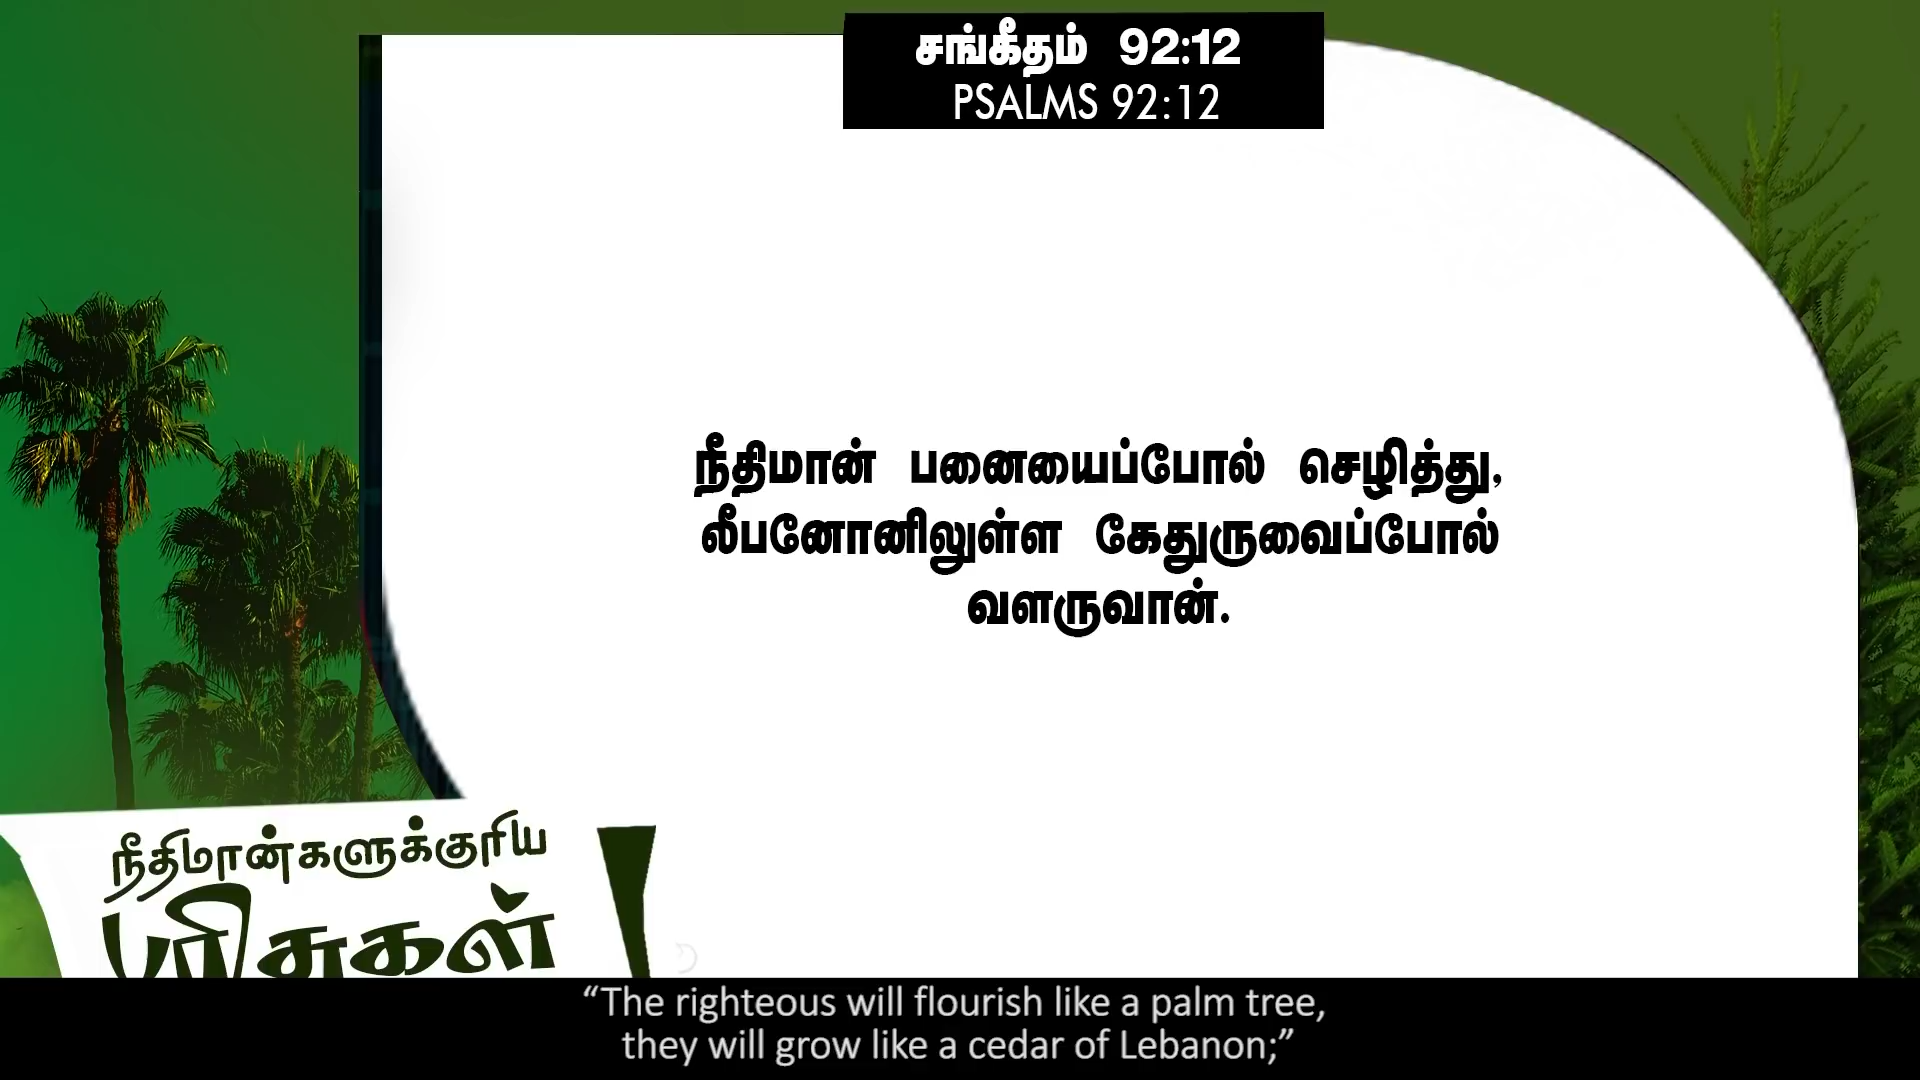 சங்கீதம் 92:12
PSALMS 92:12
நீதிமான் பனையைப்போல் செழித்து,
லீபனோனிலுள்ள கேதுருவைப்போல்
வளருவான்.
நீதிமான்களுக்குரிய
பரிசுகள் !
“The righteous will flourish like a palm tree,
they will grow like a cedar of Lebanon;”